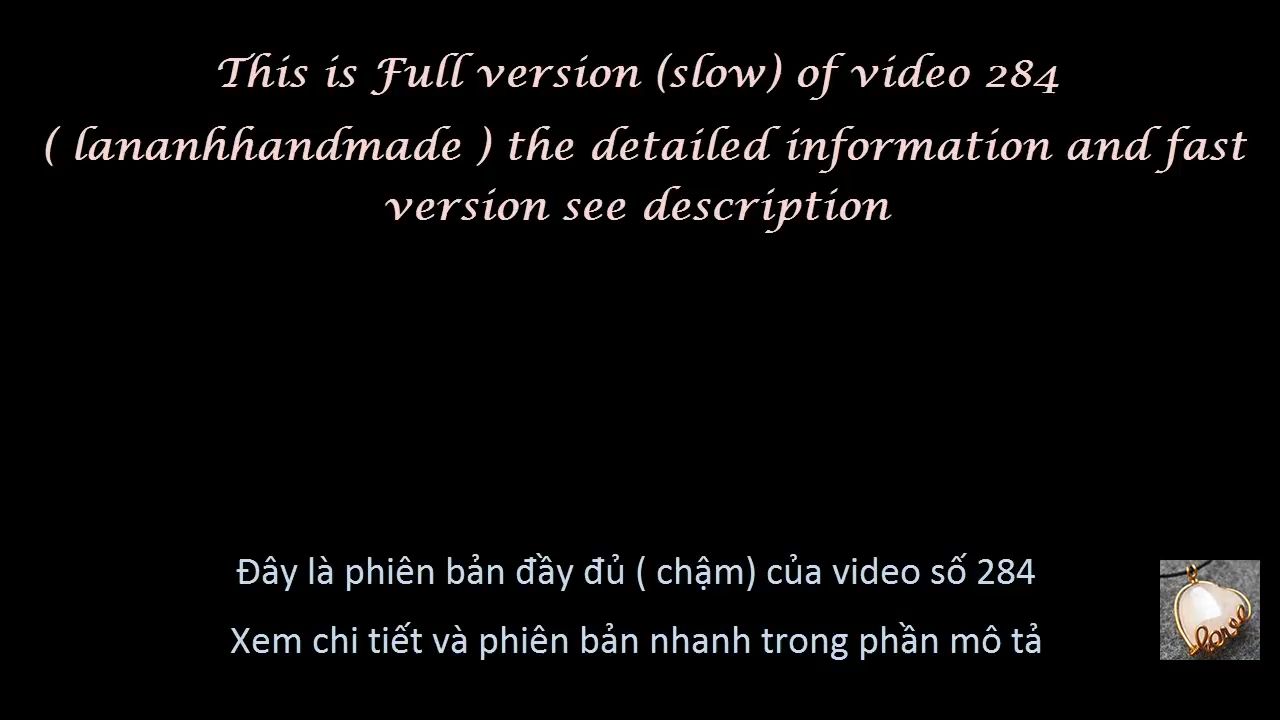 This is Full version (slow) of video 284
( lananhhandmade ) the detailed information and fast
version see description
Đây là phiên bản đầy đủ ( chậm) của video số 284
Xem chi tiết và phiên bản nhanh trong phần mô tả
love